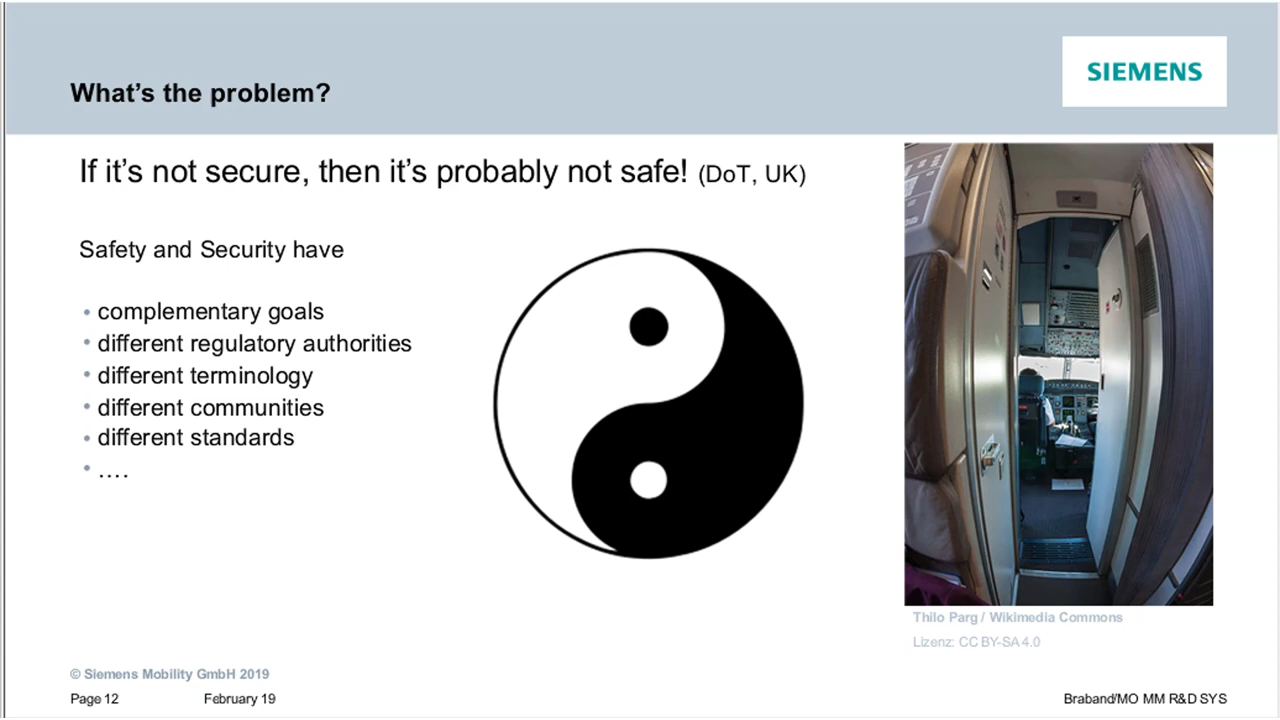 SIEMENS
What's the problem?
If it's not secure, then it's probably not safe! (DoT, UK)
Safety and Security have
• complementary goals
• different regulatory authorities
• different terminology
• different communities
• different standards
• ....
Thilo Parg / Wikimedia Commons
Lizenz: CC BY-SA 4.0
© Siemens Mobility GmbH 2019
Page 12 February 19 Braband/MO MM R&D SYS